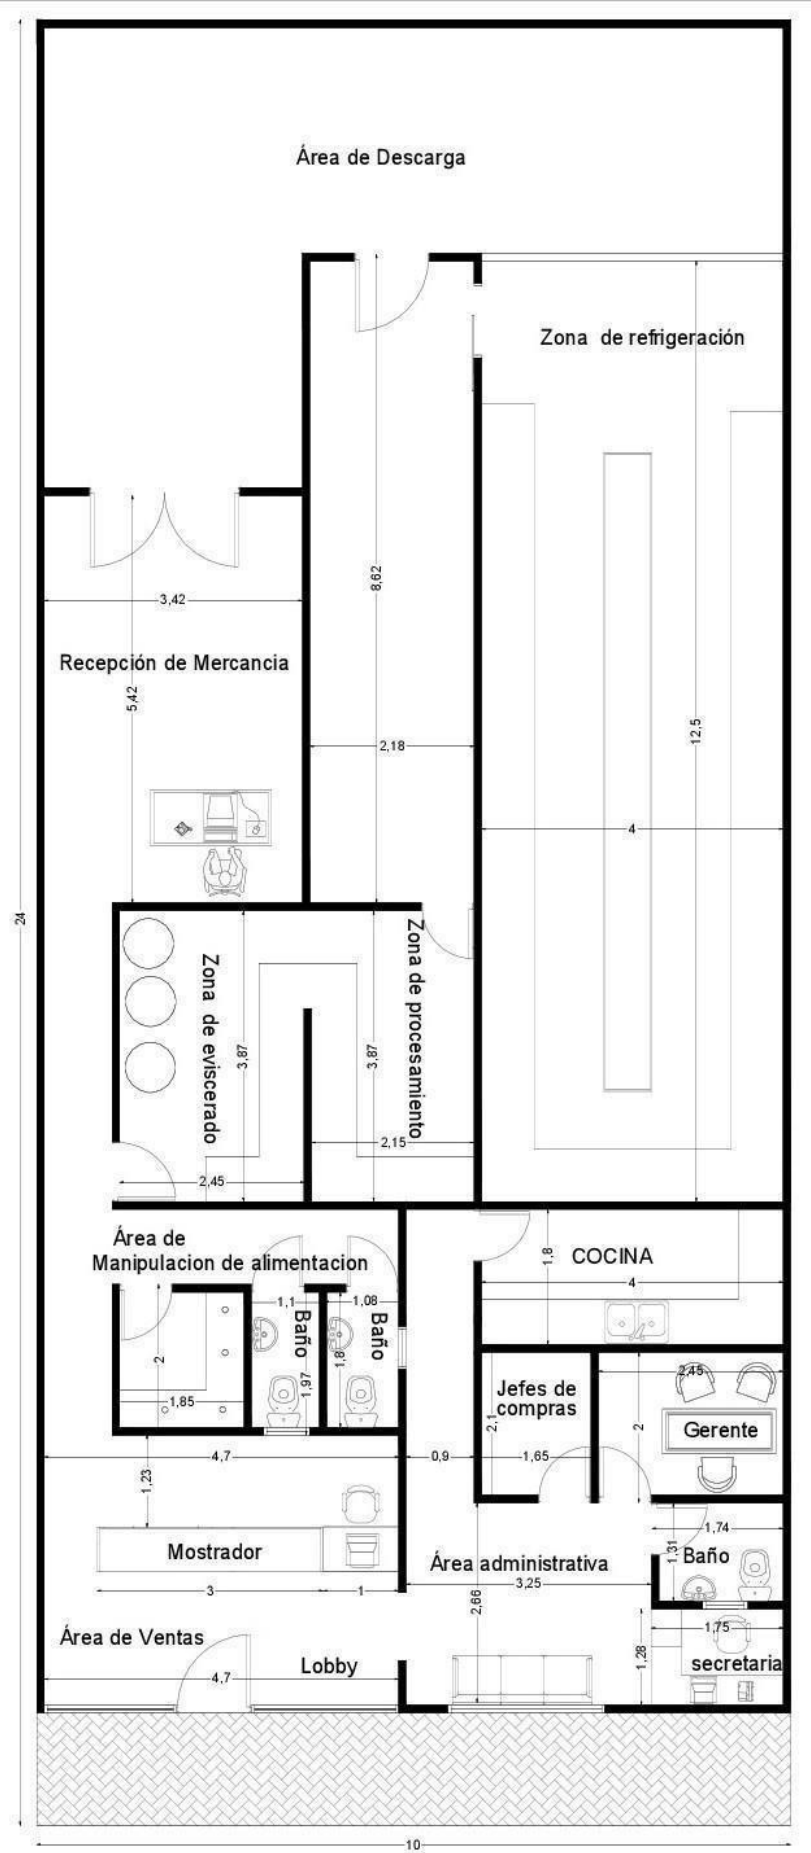 Área de Descarga
Zona de refrigeración
8,62
3,42
Recepción de Mercancia
5,42
12,5
2,18
4
24
Zona de eviscerado
3,87
3,87
Zona de procesamiento
2,15
2,45
Área de
Manipulacion de alimentacion
1,8
COCINA
4
1,1
1,08
Baño
Baño
2
1,8
1,97
1,85
2,45
Jefes de
compras
2,1
2
Gerente
4,7
0,9
1,65
1,23
1,74
Mostrador
1,31
Baño
Área administrativa
3,25
3
1
2,66
1,75
Área de Ventas
1,28
Lobby
secretaria
4,7
10